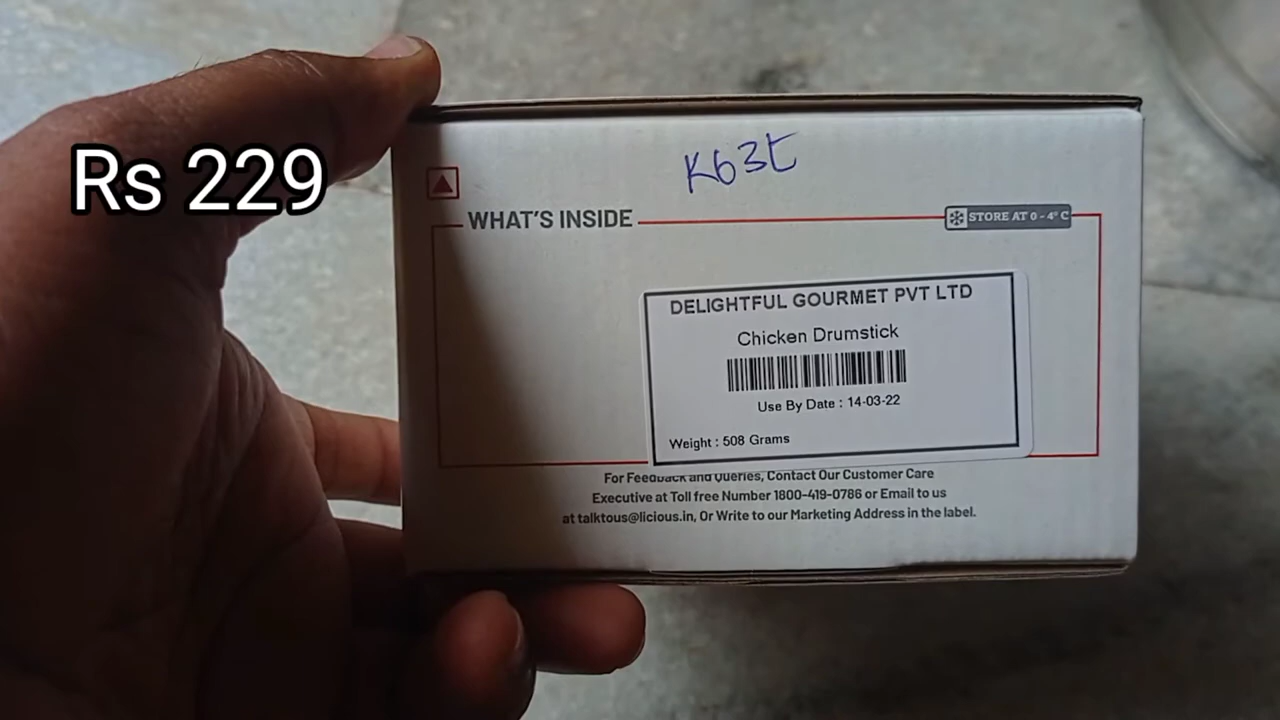 K63t
Rs 229
WHAT'S INSIDE
STORE AT 0 - 4° C
DELIGHTFUL GOURMET PVT LTD
Chicken Drumstick
Use By Date : 14-03-22
Weight : 508 Grams
For Feedback and Queries, Contact Our Customer Care
Executive at Toll free Number 1800-419-0786 or Email to us
at talktous@licious.in, Or Write to our Marketing Address in the label.